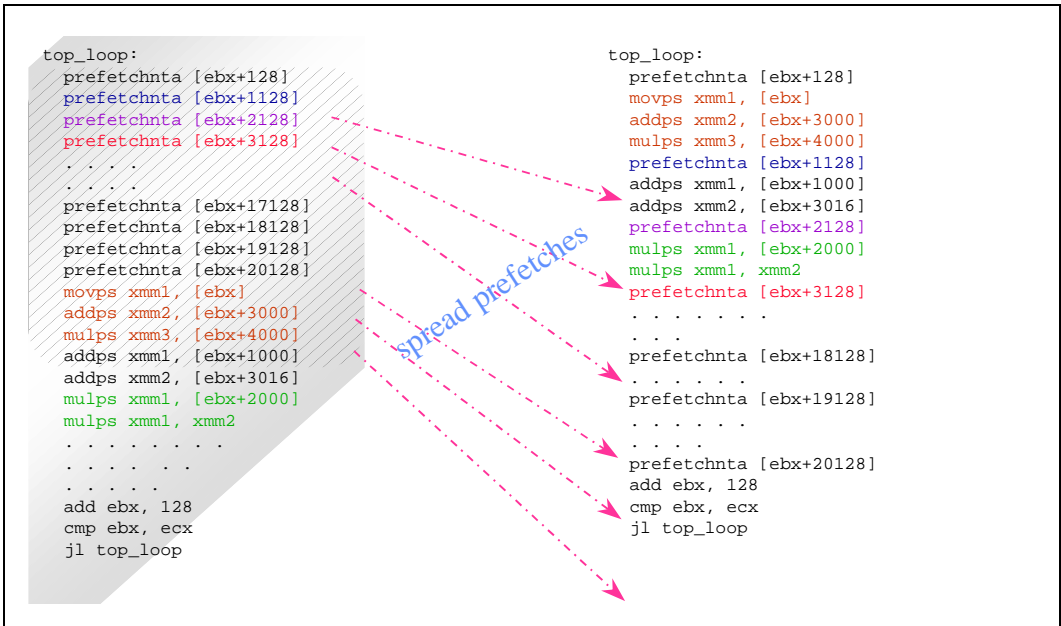 top_loop:
prefetchnta [ebx+128]
prefetchnta [ebx+1128]
prefetchnta [ebx+2128]
prefetchnta [ebx+3128]
. . . .
. . . .
prefetchnta [ebx+17128]
prefetchnta [ebx+18128]
prefetchnta [ebx+19128]
prefetchnta [ebx+20128]
movps xmm1, [ebx]
addps xmm2, [ebx+3000]
mulps xmm3, [ebx+4000]
addps xmm1, [ebx+1000]
addps xmm2, [ebx+3016]
mulps xmm1, [ebx+2000]
mulps xmm1, xmm2
. . . . . . . .
. . . . . .
. . . . .
add ebx, 128
cmp ebx, ecx
jl top_loop
spread prefetches
top_loop:
prefetchnta [ebx+128]
movps xmm1, [ebx]
addps xmm2, [ebx+3000]
mulps xmm3, [ebx+4000]
prefetchnta [ebx+1128]
addps xmm1, [ebx+1000]
addps xmm2, [ebx+3016]
prefetchnta [ebx+2128]
mulps xmm1, [ebx+2000]
mulps xmm1, xmm2
prefetchnta [ebx+3128]
. . . . . . .
. . .
prefetchnta [ebx+18128]
. . . . . .
prefetchnta [ebx+19128]
. . . . . .
. . . .
prefetchnta [ebx+20128]
add ebx, 128
cmp ebx, ecx
jl top_loop